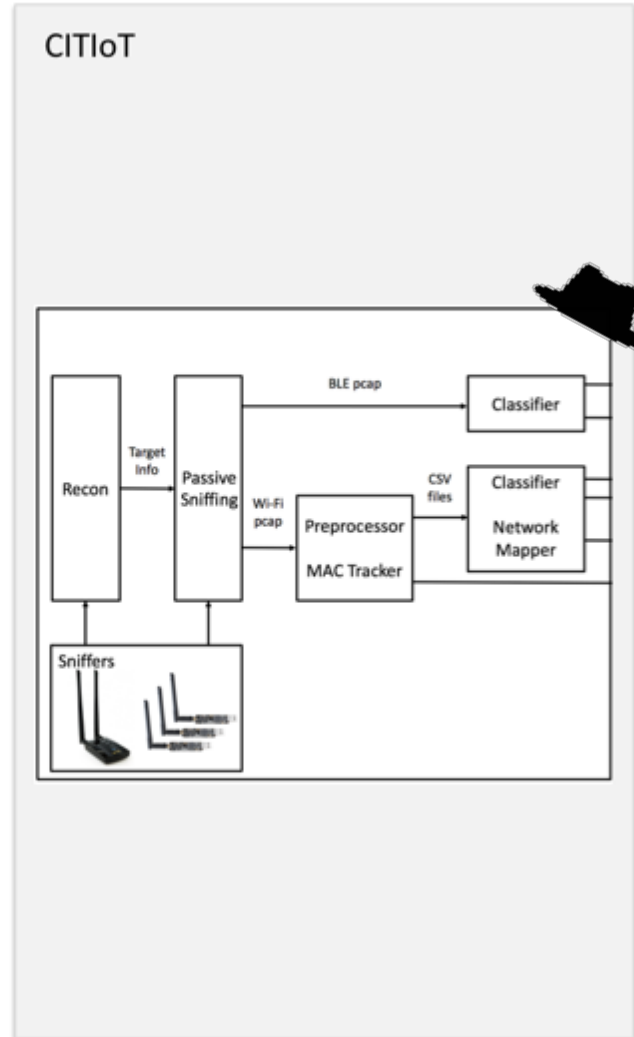 CITIoT
BLE pcap
Classifier
Target
Info
Recon
Passive
Sniffing
Wi-Fi
pcap
Preprocessor
MAC Tracker
CSV
files
Classifier
Network
Mapper
Sniffers